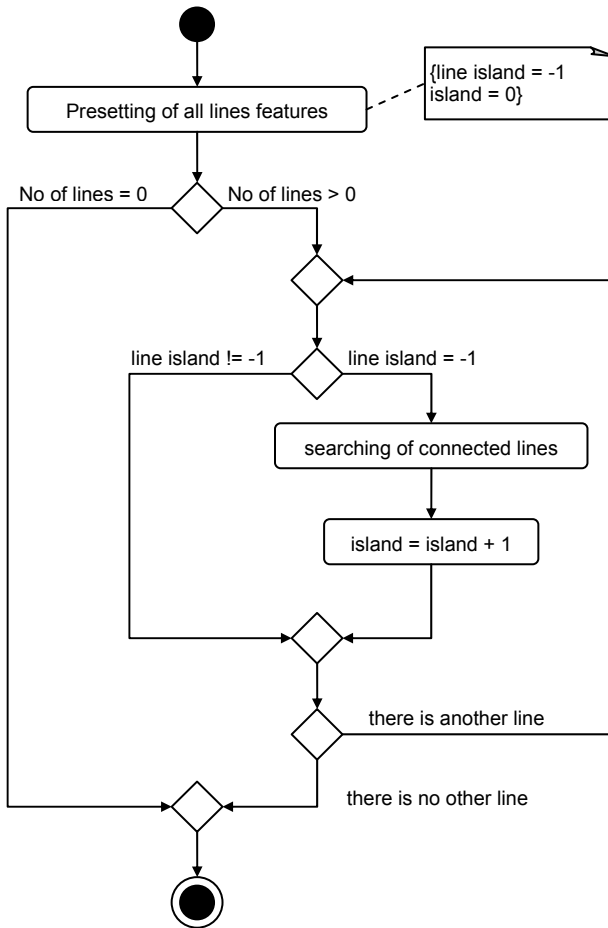 {line island = -1
island = 0}
Presetting of all lines features
No of lines = 0
No of lines > 0
line island != -1
line island = -1
searching of connected lines
island = island + 1
there is another line
there is no other line